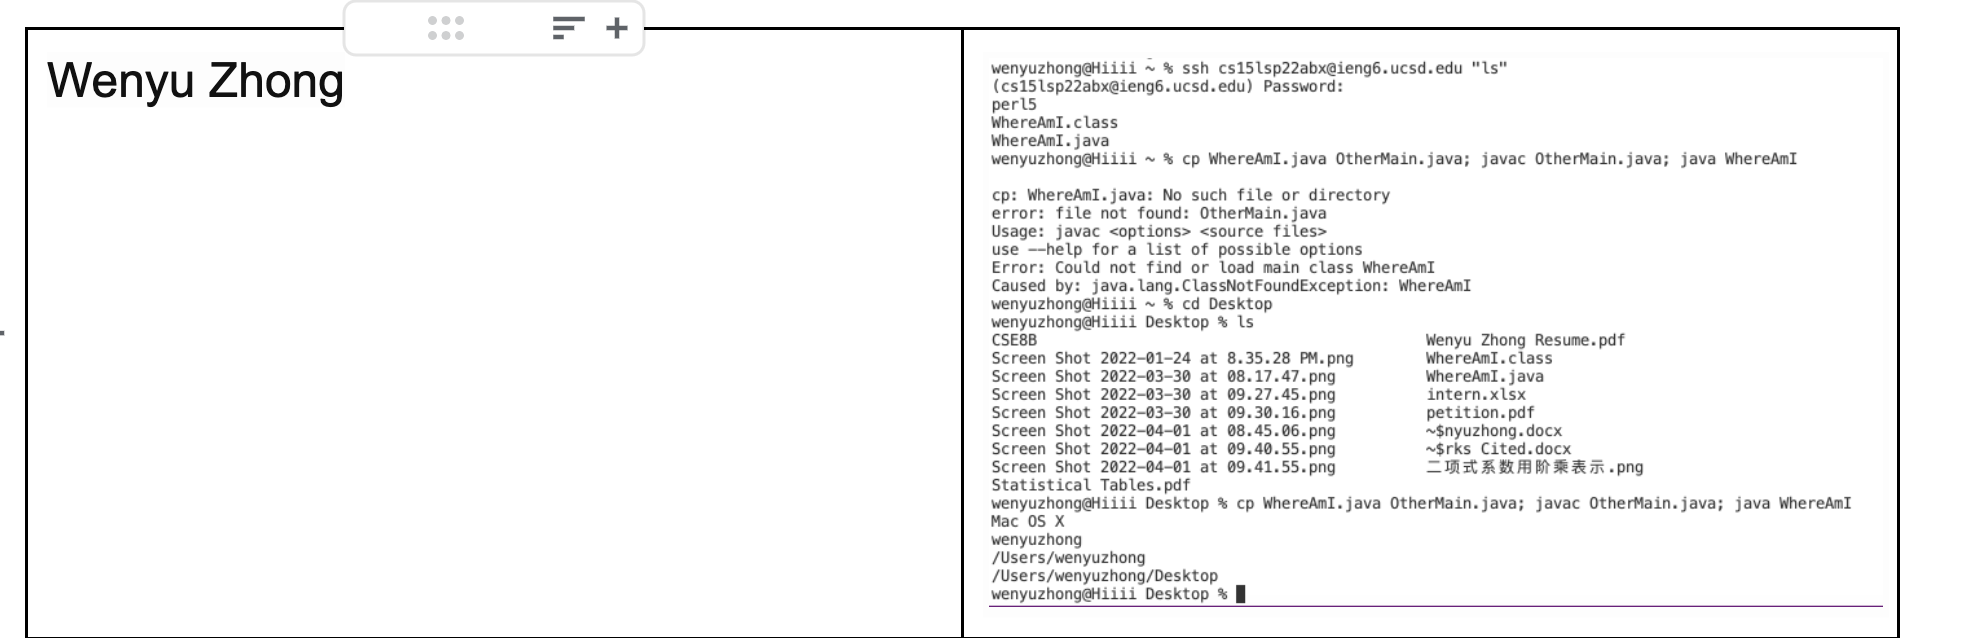 Wenyu Zhong
wenyuzhong@Hiiii ~ % ssh cs15lsp22abx@ieng6.ucsd.edu "ls"
(cs15lsp22abx@ieng6.ucsd.edu) Password:
perl5
WhereAmI.class
WhereAmI.java
wenyuzhong@Hiiii ~ % cp WhereAmI.java OtherMain.java; javac OtherMain.java; java WhereAmI
cp: WhereAmI.java: No such file or directory
error: file not found: OtherMain.java
Usage: javac <options> <source files>
use --help for a list of possible options
Error: Could not find or load main class WhereAmI
Caused by: java.lang.ClassNotFoundException: WhereAmI
wenyuzhong@Hiiii ~ % cd Desktop
wenyuzhong@Hiiii Desktop % ls
CSE8B Wenyu Zhong Resume.pdf
Screen Shot 2022-01-24 at 8.35.28 PM.png WhereAmI.class
Screen Shot 2022-03-30 at 08.17.47.png WhereAmI.java
Screen Shot 2022-03-30 at 09.27.45.png intern.xlsx
Screen Shot 2022-03-30 at 09.30.16.png petition.pdf
Screen Shot 2022-04-01 at 08.45.06.png ~$nyuzhong.docx
Screen Shot 2022-04-01 at 09.40.55.png ~$rks Cited.docx
Screen Shot 2022-04-01 at 09.41.55.png 二项式系数用阶乘表示.png
Statistical Tables.pdf
wenyuzhong@Hiiii Desktop % cp WhereAmI.java OtherMain.java; javac OtherMain.java; java WhereAmI
Mac OS X
wenyuzhong
/Users/wenyuzhong
/Users/wenyuzhong/Desktop
wenyuzhong@Hiiii Desktop %